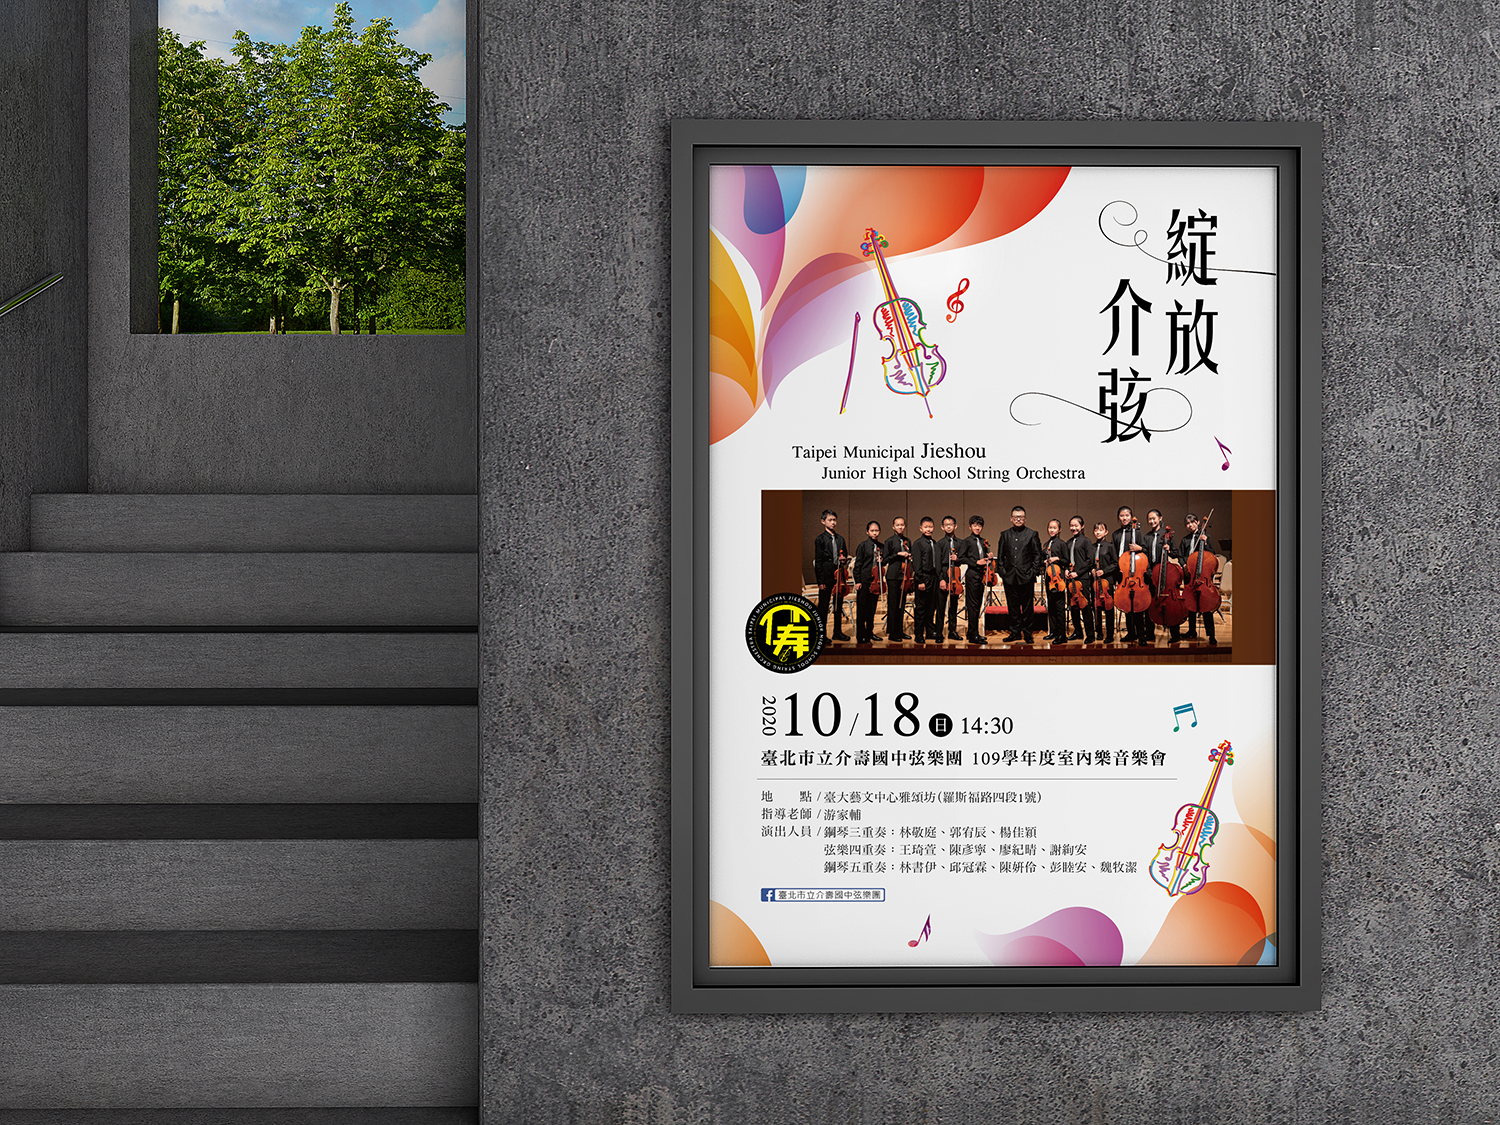 綻放
介弦
Taipei Municipal Jieshou
Junior High School String Orchestra
TAIPEI MUNICIPAL JIESHOU JUNIOR HIGH SCHOOL STRING ORCHESTRA
介壽
2020 10/18 日 14:30
臺北市立介壽國中弦樂團 109學年度室內樂音樂會
地 點/臺大藝文中心雅頌坊(羅斯福路四段1號)
指導老師/游家輔
演出人員/鋼琴三重奏:林敬庭、郭宥辰、楊佳穎
弦樂四重奏:王琦萱、陳彥寧、廖紀晴、謝絢安
鋼琴五重奏:林書伊、邱冠霖、陳妍伶、彭睦安、魏牧潔
f 臺北市立介壽國中弦樂團